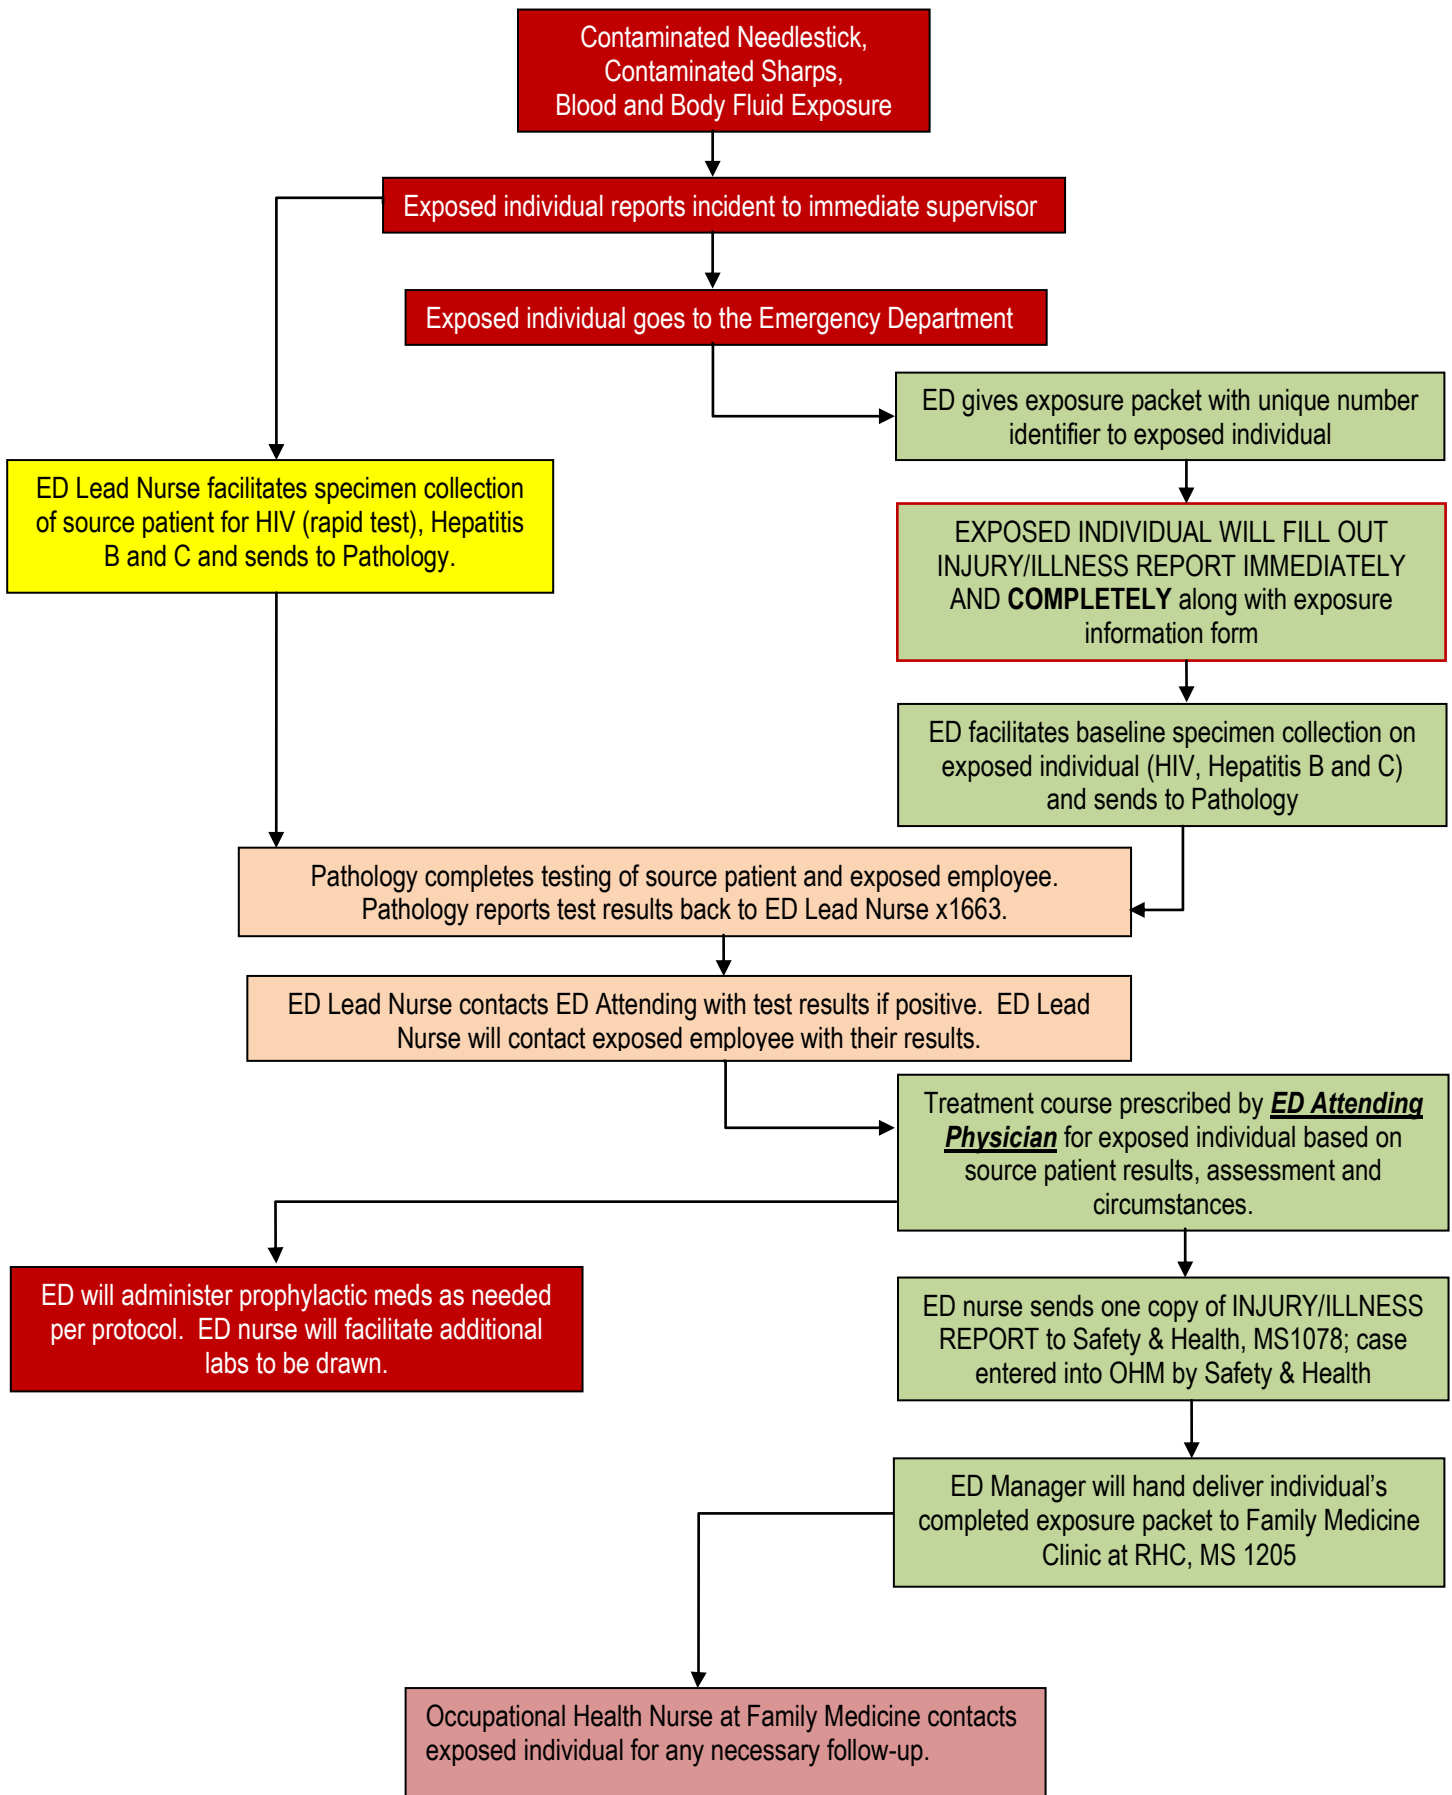 Contaminated Needlestick,
Contaminated Sharps,
Blood and Body Fluid Exposure
Exposed individual reports incident to immediate supervisor
Exposed individual goes to the Emergency Department
ED gives exposure packet with unique number
identifier to exposed individual
ED Lead Nurse facilitates specimen collection
of source patient for HIV (rapid test), Hepatitis
B and C and sends to Pathology.
EXPOSED INDIVIDUAL WILL FILL OUT
INJURY/ILLNESS REPORT IMMEDIATELY
AND COMPLETELY along with exposure
information form
ED facilitates baseline specimen collection on
exposed individual (HIV, Hepatitis B and C)
and sends to Pathology
Pathology completes testing of source patient and exposed employee.
Pathology reports test results back to ED Lead Nurse x1663.
ED Lead Nurse contacts ED Attending with test results if positive.  ED Lead
Nurse will contact exposed employee with their results.
Treatment course prescribed by ED Attending
Physician for exposed individual based on
source patient results, assessment and
circumstances.
ED will administer prophylactic meds as needed
per protocol.  ED nurse will facilitate additional
labs to be drawn.
ED nurse sends one copy of INJURY/ILLNESS
REPORT to Safety & Health, MS1078; case
entered into OHM by Safety & Health
ED Manager will hand deliver individual’s
completed exposure packet to Family Medicine
Clinic at RHC, MS 1205
Occupational Health Nurse at Family Medicine contacts
exposed individual for any necessary follow-up.